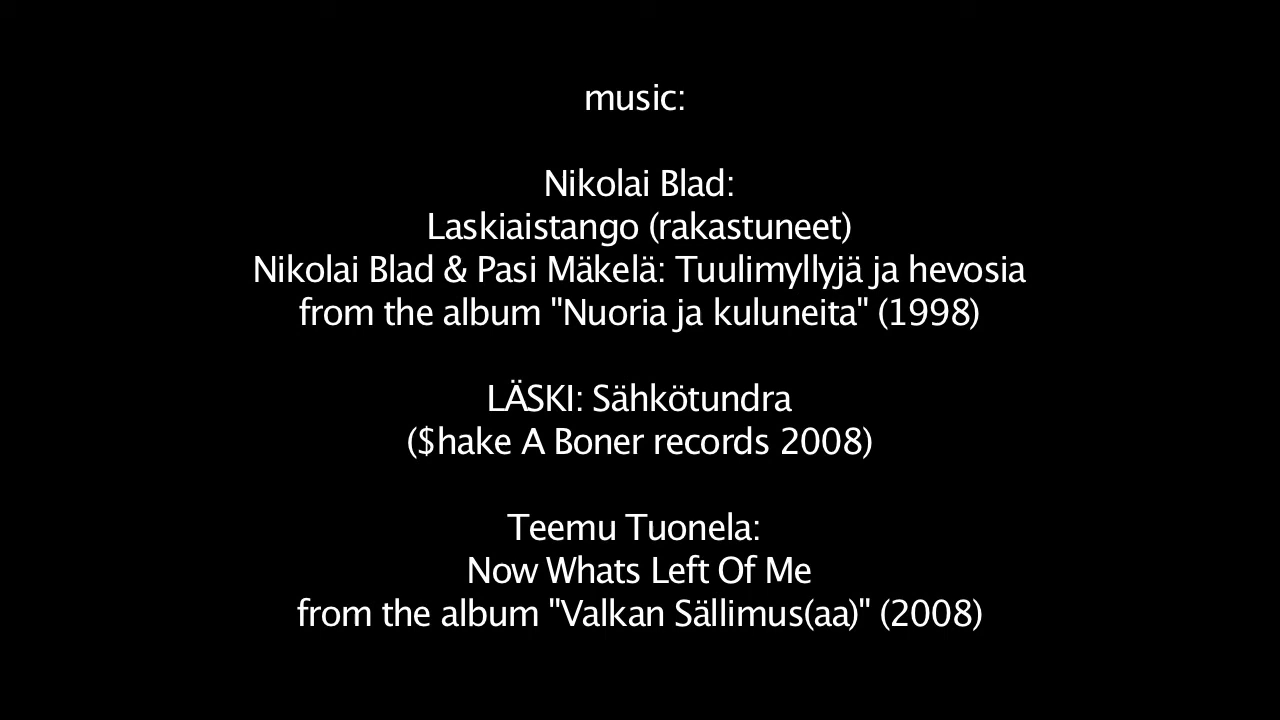 music:
Nikolai Blad:
Laskiaistango (rakastuneet)
Nikolai Blad & Pasi Mäkelä: Tuulimyllyjä ja hevosia
from the album "Nuoria ja kuluneita" (1998)
LÄSKI: Sähkötundra
($hake A Boner records 2008)
Teemu Tuonela:
Now Whats Left Of Me
from the album "Valkan Sällimus(aa)" (2008)